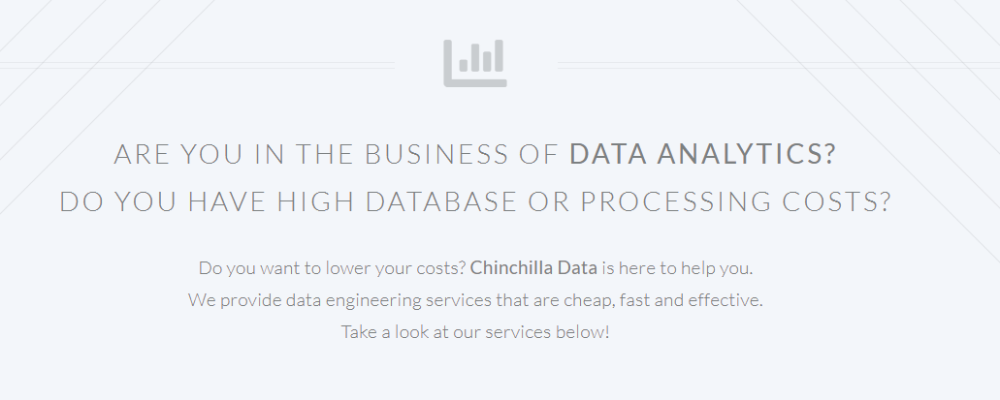 ARE YOU IN THE BUSINESS OF DATA ANALYTICS?
DO YOU HAVE HIGH DATABASE OR PROCESSING COSTS?
Do you want to lower your costs? Chinchilla Data is here to help you.
We provide data engineering services that are cheap, fast and effective.
Take a look at our services below!